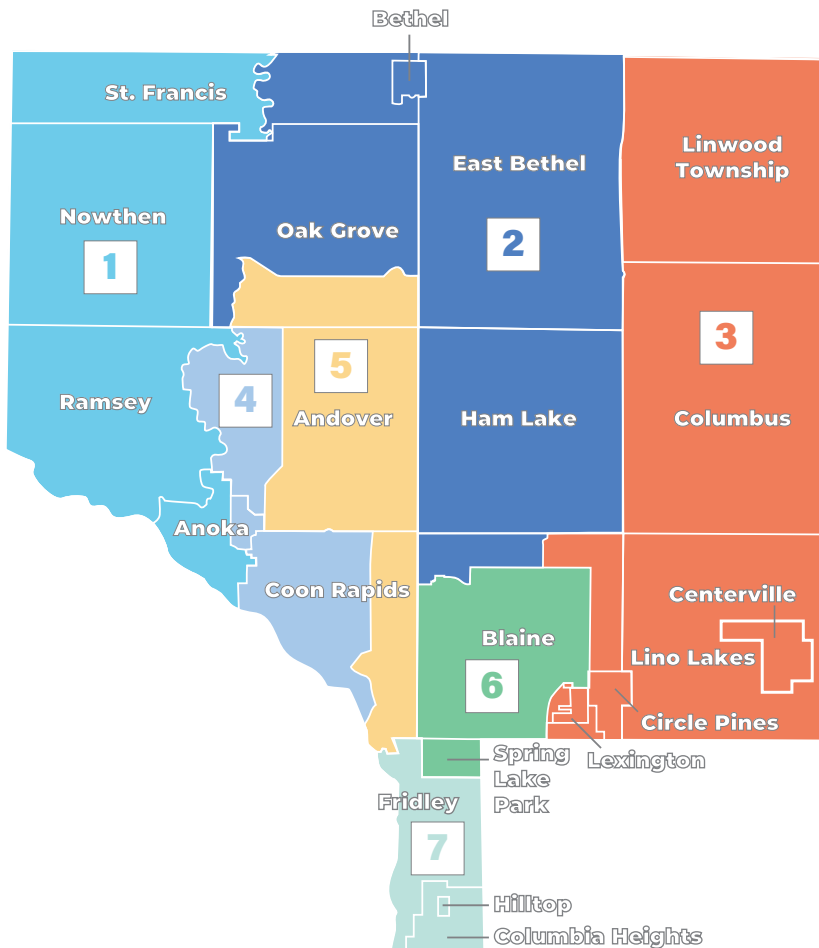 Bethel
St. Francis
Linwood
Township
East Bethel
Nowthen
Oak Grove
2
1
3
5
4
Ramsey
Andover
Ham Lake
Columbus
Anoka
Coon Rapids
Centerville
Blaine
Lino Lakes
6
Circle Pines
Spring
Lake
Park
Lexington
Fridley
7
Hilltop
Columbia Heights